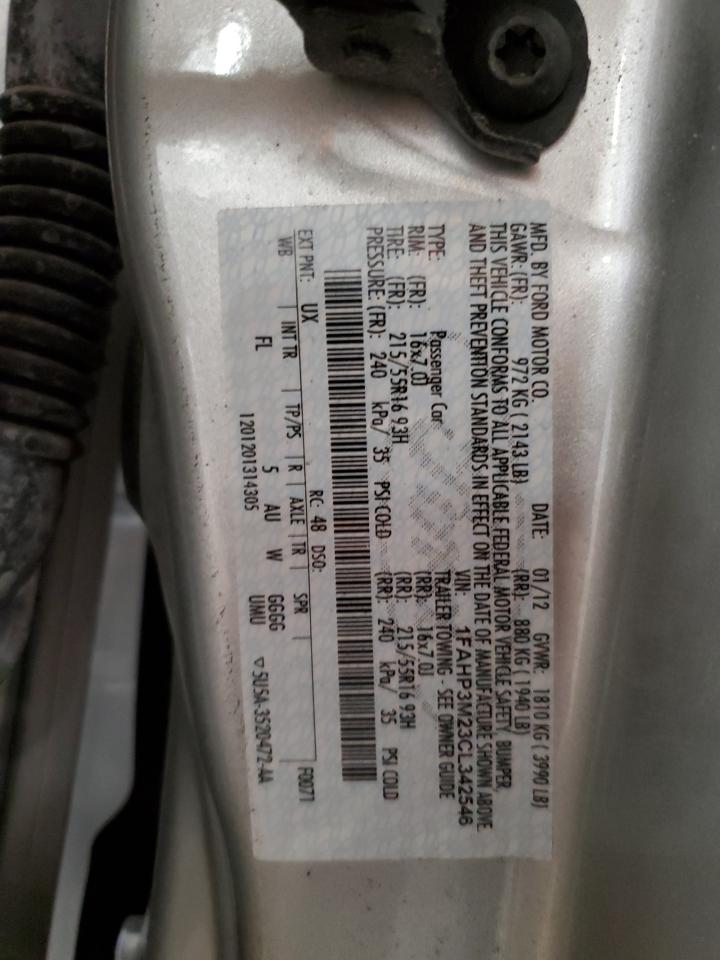 MFD. BY FORD MOTOR CO. DATE: 01/12 GVWR: 1810 KG ( 3990 LB)
GAWR: (FR): 972 KG ( 2143 LB) (RR): 880 KG ( 1940 LB)
THIS VEHICLE CONFORMS TO ALL APPLICABLE FEDERAL MOTOR VEHICLE SAFETY, BUMPER,
AND THEFT PREVENTION STANDARDS IN EFFECT ON THE DATE OF MANUFACTURE SHOWN ABOVE.
VIN: 1FAHP3M23CL342546
TYPE: Passenger Car TRAILER TOWING - SEE OWNER GUIDE
RIM: (FR): 16x7.0J (RR): 16x7.0J
TIRE: (FR): 215/55R16 93H (RR): 215/55R16 93H
PRESSURE: (FR): 240 kPa/ 35 PSI COLD (RR): 240 kPa/ 35 PSI COLD
EXT PNT: UX RC: 48 DSO: F0071
WB INT TR TP/PS R AXLE TR SPR
FL 5 AU W GGGG
1201201314305 UMU ▽5U5A-3520472-AA